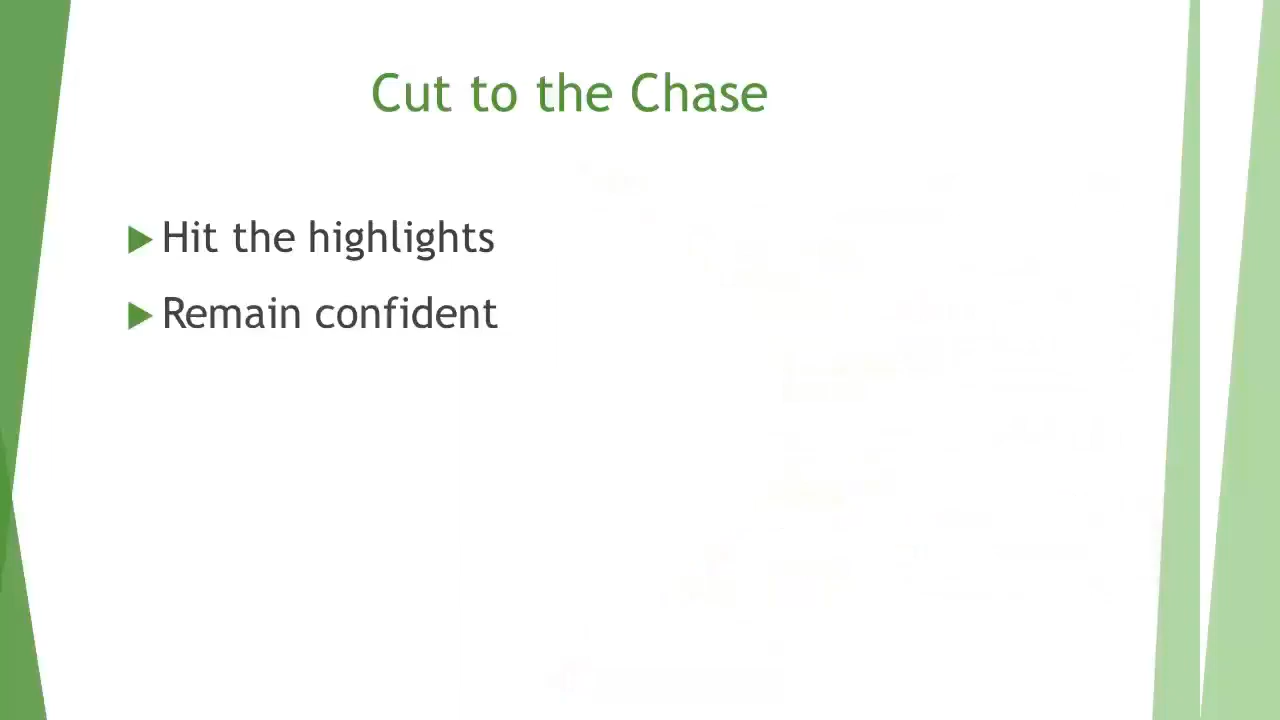 Cut to the Chase
Hit the highlights
Remain confident